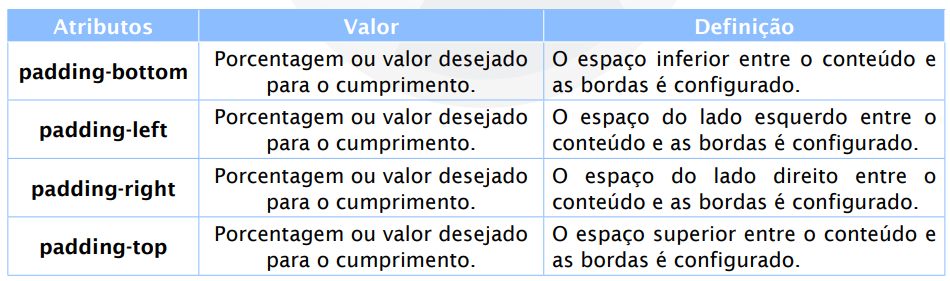 Atributos Valor Definição
padding-bottom Porcentagem ou valor desejado para o cumprimento. O espaço inferior entre o conteúdo e as bordas é configurado.
padding-left Porcentagem ou valor desejado para o cumprimento. O espaço do lado esquerdo entre o conteúdo e as bordas é configurado.
padding-right Porcentagem ou valor desejado para o cumprimento. O espaço do lado direito entre o conteúdo e as bordas é configurado.
padding-top Porcentagem ou valor desejado para o cumprimento. O espaço superior entre o conteúdo e as bordas é configurado.